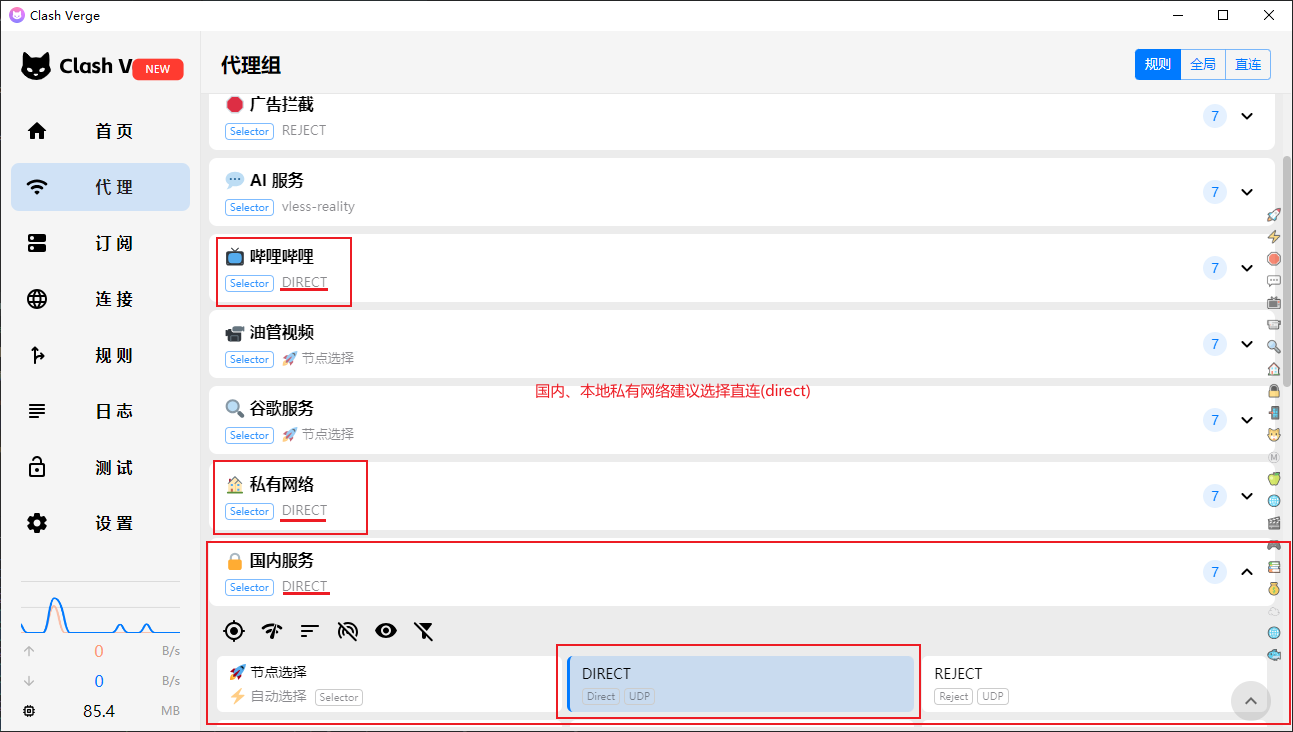 Clash Verge
Clash V
NEW
代理组
规则
全局
直连
首页
代理
订阅
连接
规则
日志
测试
设置
0 B/s
0 B/s
85.4 MB
广告拦截
Selector REJECT
7
AI 服务
Selector vless-reality
7
哔哩哔哩
Selector DIRECT
7
油管视频
Selector 节点选择
7
国内、本地私有网络建议选择直连(direct)
谷歌服务
Selector 节点选择
7
私有网络
Selector DIRECT
7
国内服务
Selector DIRECT
7
节点选择
自动选择 Selector
DIRECT
Direct UDP
REJECT
Reject UDP